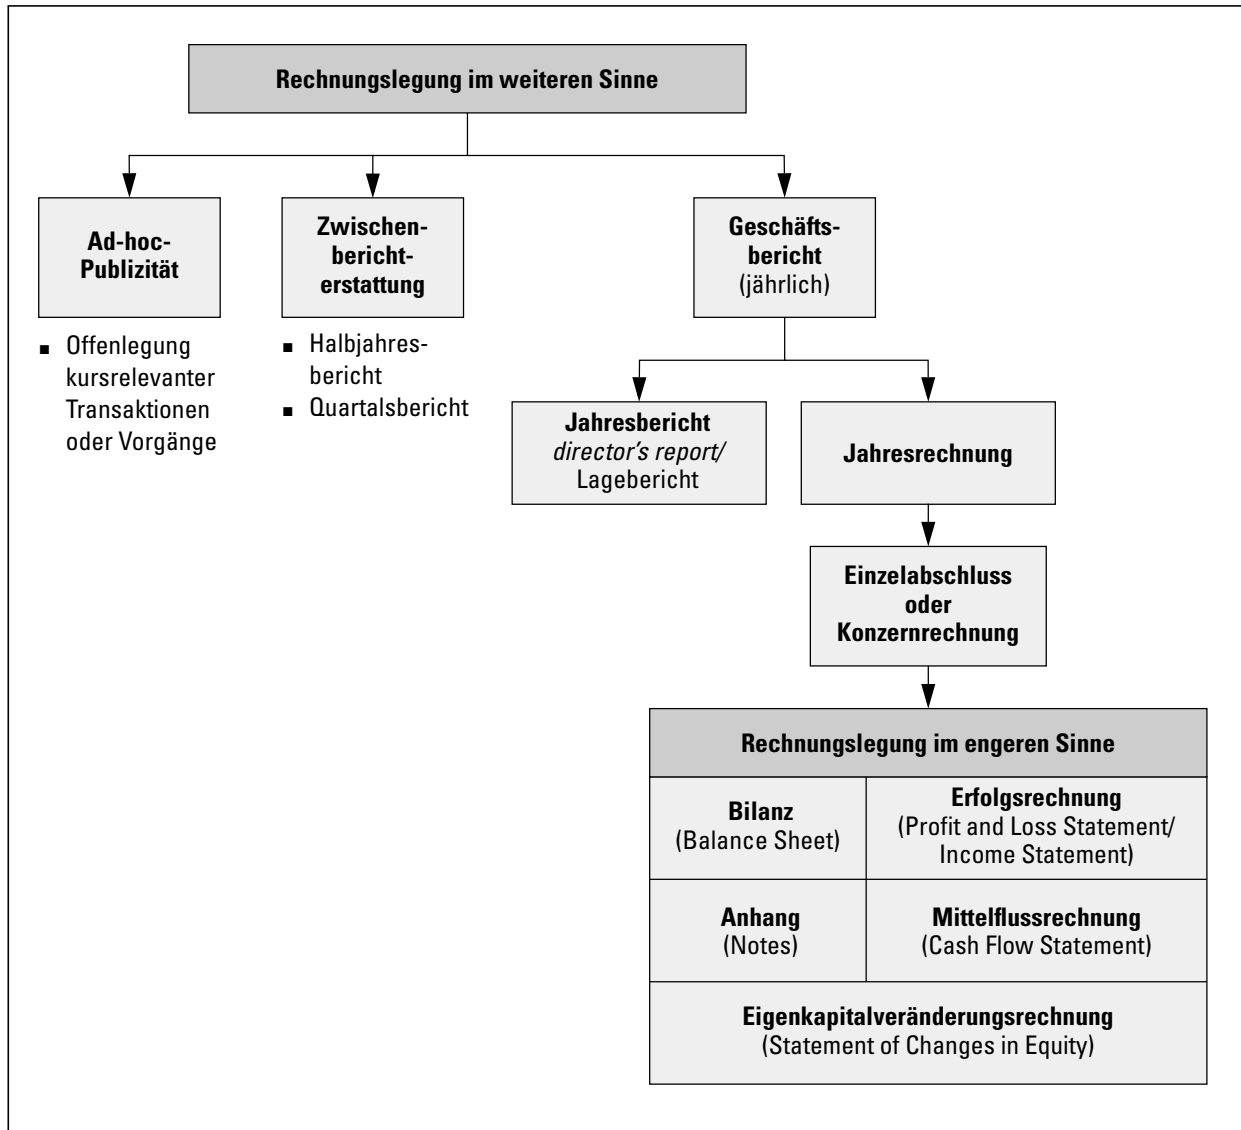 Rechnungslegung im weiteren Sinne
Ad-hoc-
Publizität
■ Offenlegung
kursrelevanter
Transaktionen
oder Vorgänge
Zwischen-
bericht-
erstattung
■ Halbjahres-
bericht
■ Quartalsbericht
Geschäfts-
bericht
(jährlich)
Jahresbericht
director's report/
Lagebericht
Jahresrechnung
Einzelabschluss
oder
Konzernrechnung
Rechnungslegung im engeren Sinne
Bilanz
(Balance Sheet)
Erfolgsrechnung
(Profit and Loss Statement/
Income Statement)
Anhang
(Notes)
Mittelflussrechnung
(Cash Flow Statement)
Eigenkapitalveränderungsrechnung
(Statement of Changes in Equity)